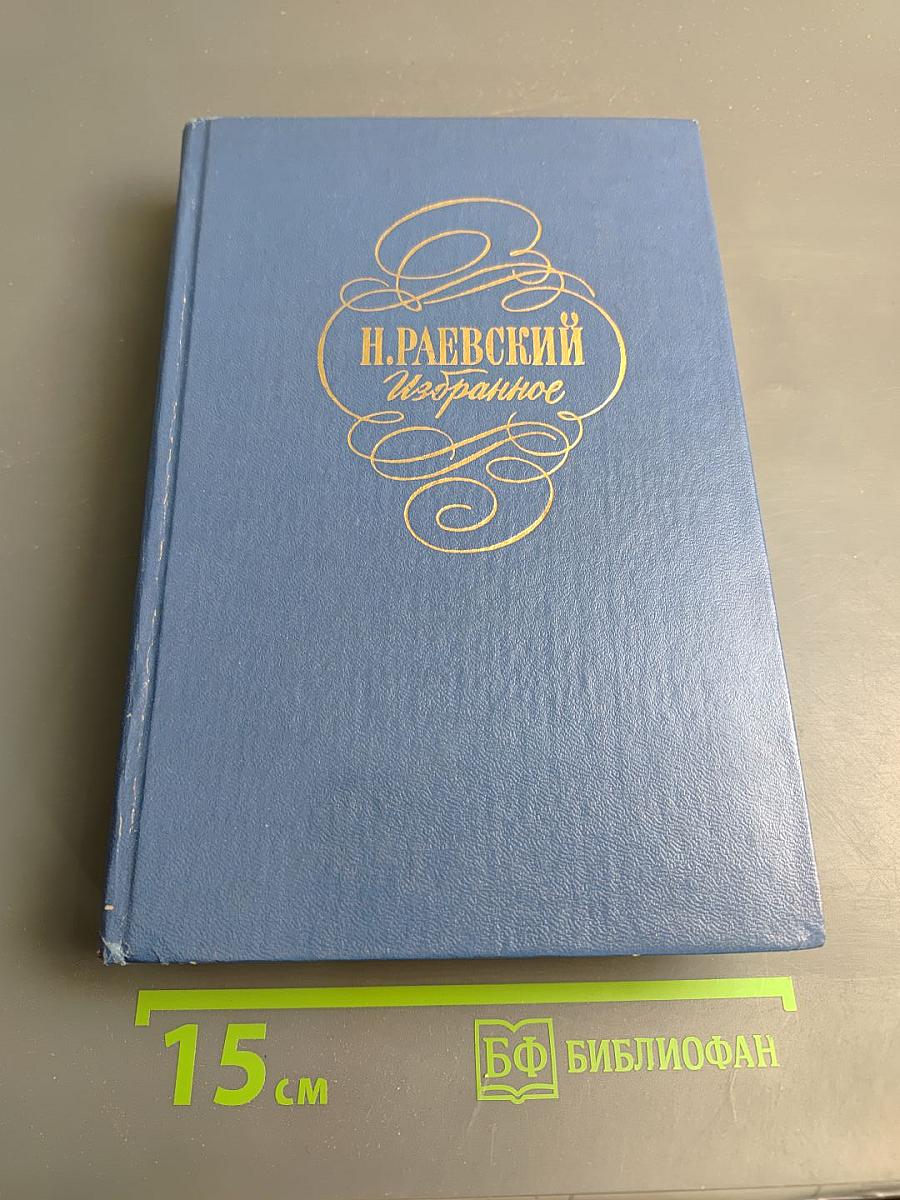 Н.РАЕВСКИЙ
Избранное
15 см
БФ БИБЛИОФАН